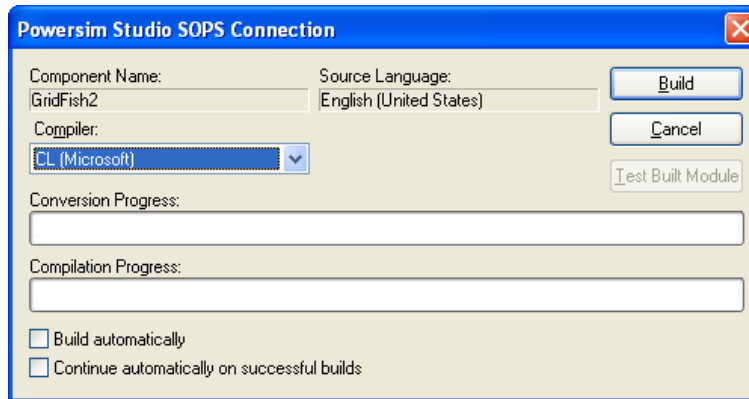 Powersim Studio SOPS Connection
Component Name:
Source Language:
GridFish2
English (United States)
Build
Compiler:
Cancel
CL (Microsoft)
Test Built Module
Conversion Progress:
Compilation Progress:
Build automatically
Continue automatically on successful builds